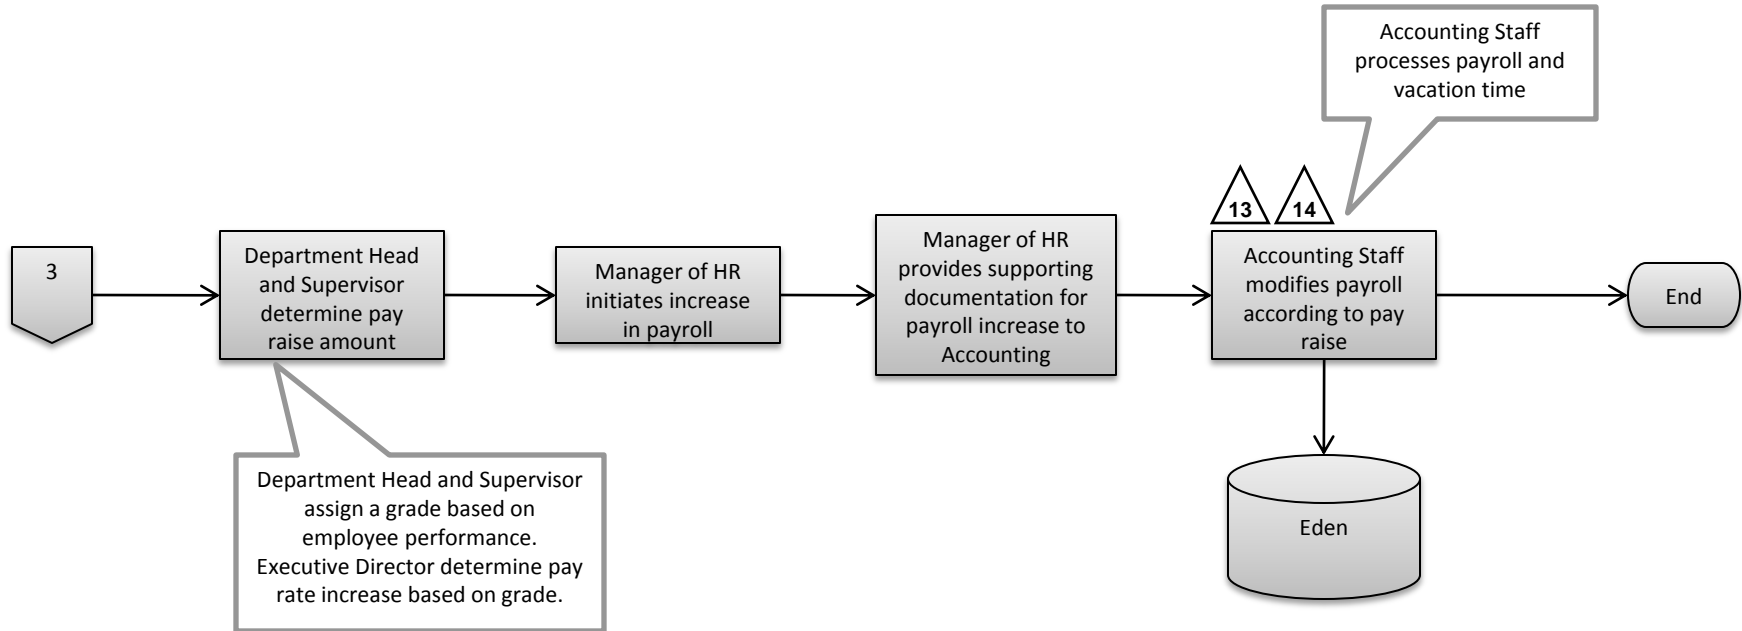 Accounting Staff
processes payroll and
vacation time
13
14
3
Department Head
and Supervisor
determine pay
raise amount
Manager of HR
initiates increase
in payroll
Manager of HR
provides supporting
documentation for
payroll increase to
Accounting
Accounting Staff
modifies payroll
according to pay
raise
End
Department Head and Supervisor
assign a grade based on
employee performance.
Executive Director determine pay
rate increase based on grade.
Eden